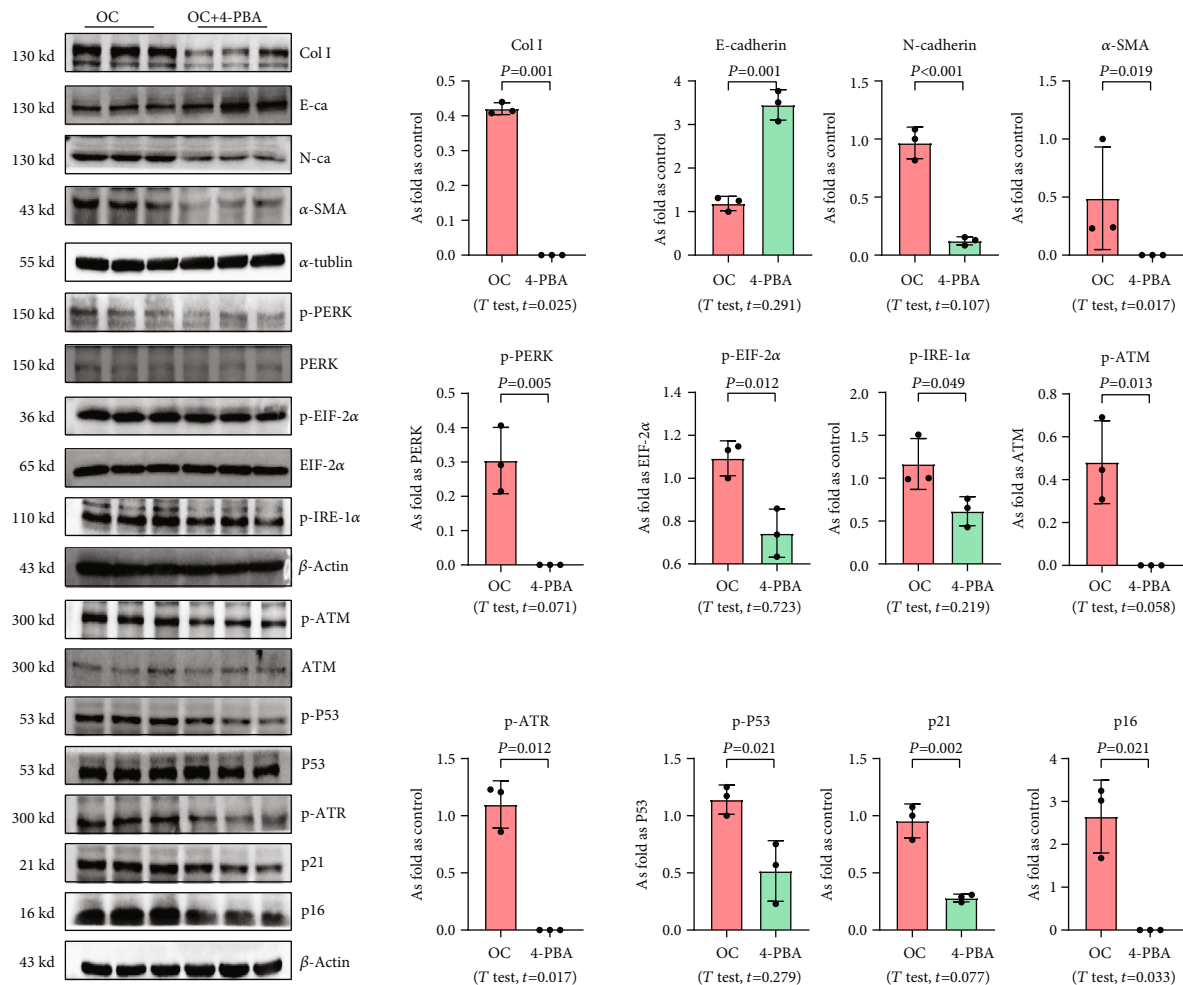 OC OC+4-PBA
130 kd Col I
130 kd E-ca
130 kd N-ca
43 kd α-SMA
55 kd α-tublin
150 kd p-PERK
150 kd PERK
36 kd p-EIF-2α
65 kd EIF-2α
110 kd p-IRE-1α
43 kd β-Actin
300 kd p-ATM
300 kd ATM
53 kd p-P53
53 kd P53
300 kd p-ATR
21 kd p21
16 kd p16
43 kd β-Actin
Col I
P=0.001
As fold as control
0.5
0.4
0.3
0.2
0.1
0.0
OC 4-PBA
(T test, t=0.025)
E-cadherin
P=0.001
As fold as control
4
3
2
1
0
OC 4-PBA
(T test, t=0.291)
N-cadherin
P<0.001
As fold as control
1.5
1.0
0.5
0.0
OC 4-PBA
(T test, t=0.107)
α-SMA
P=0.019
As fold as control
1.5
1.0
0.5
0.0
OC 4-PBA
(T test, t=0.017)
p-PERK
P=0.005
As fold as PERK
0.5
0.4
0.3
0.2
0.1
0.0
OC 4-PBA
(T test, t=0.071)
p-EIF-2α
P=0.012
As fold as EIF-2α
1.4
1.2
1.0
0.8
0.6
OC 4-PBA
(T test, t=0.723)
p-IRE-1α
P=0.049
As fold as control
2.0
1.5
1.0
0.5
0.0
OC 4-PBA
(T test, t=0.219)
p-ATM
P=0.013
As fold as ATM
0.8
0.6
0.4
0.2
0.0
OC 4-PBA
(T test, t=0.058)
p-ATR
P=0.012
As fold as control
1.5
1.0
0.5
0.0
OC 4-PBA
(T test, t=0.017)
p-P53
P=0.021
As fold as P53
1.5
1.0
0.5
0.0
OC 4-PBA
(T test, t=0.279)
p21
P=0.002
As fold as control
1.5
1.0
0.5
0.0
OC 4-PBA
(T test, t=0.077)
p16
P=0.021
As fold as control
4
3
2
1
0
OC 4-PBA
(T test, t=0.033)